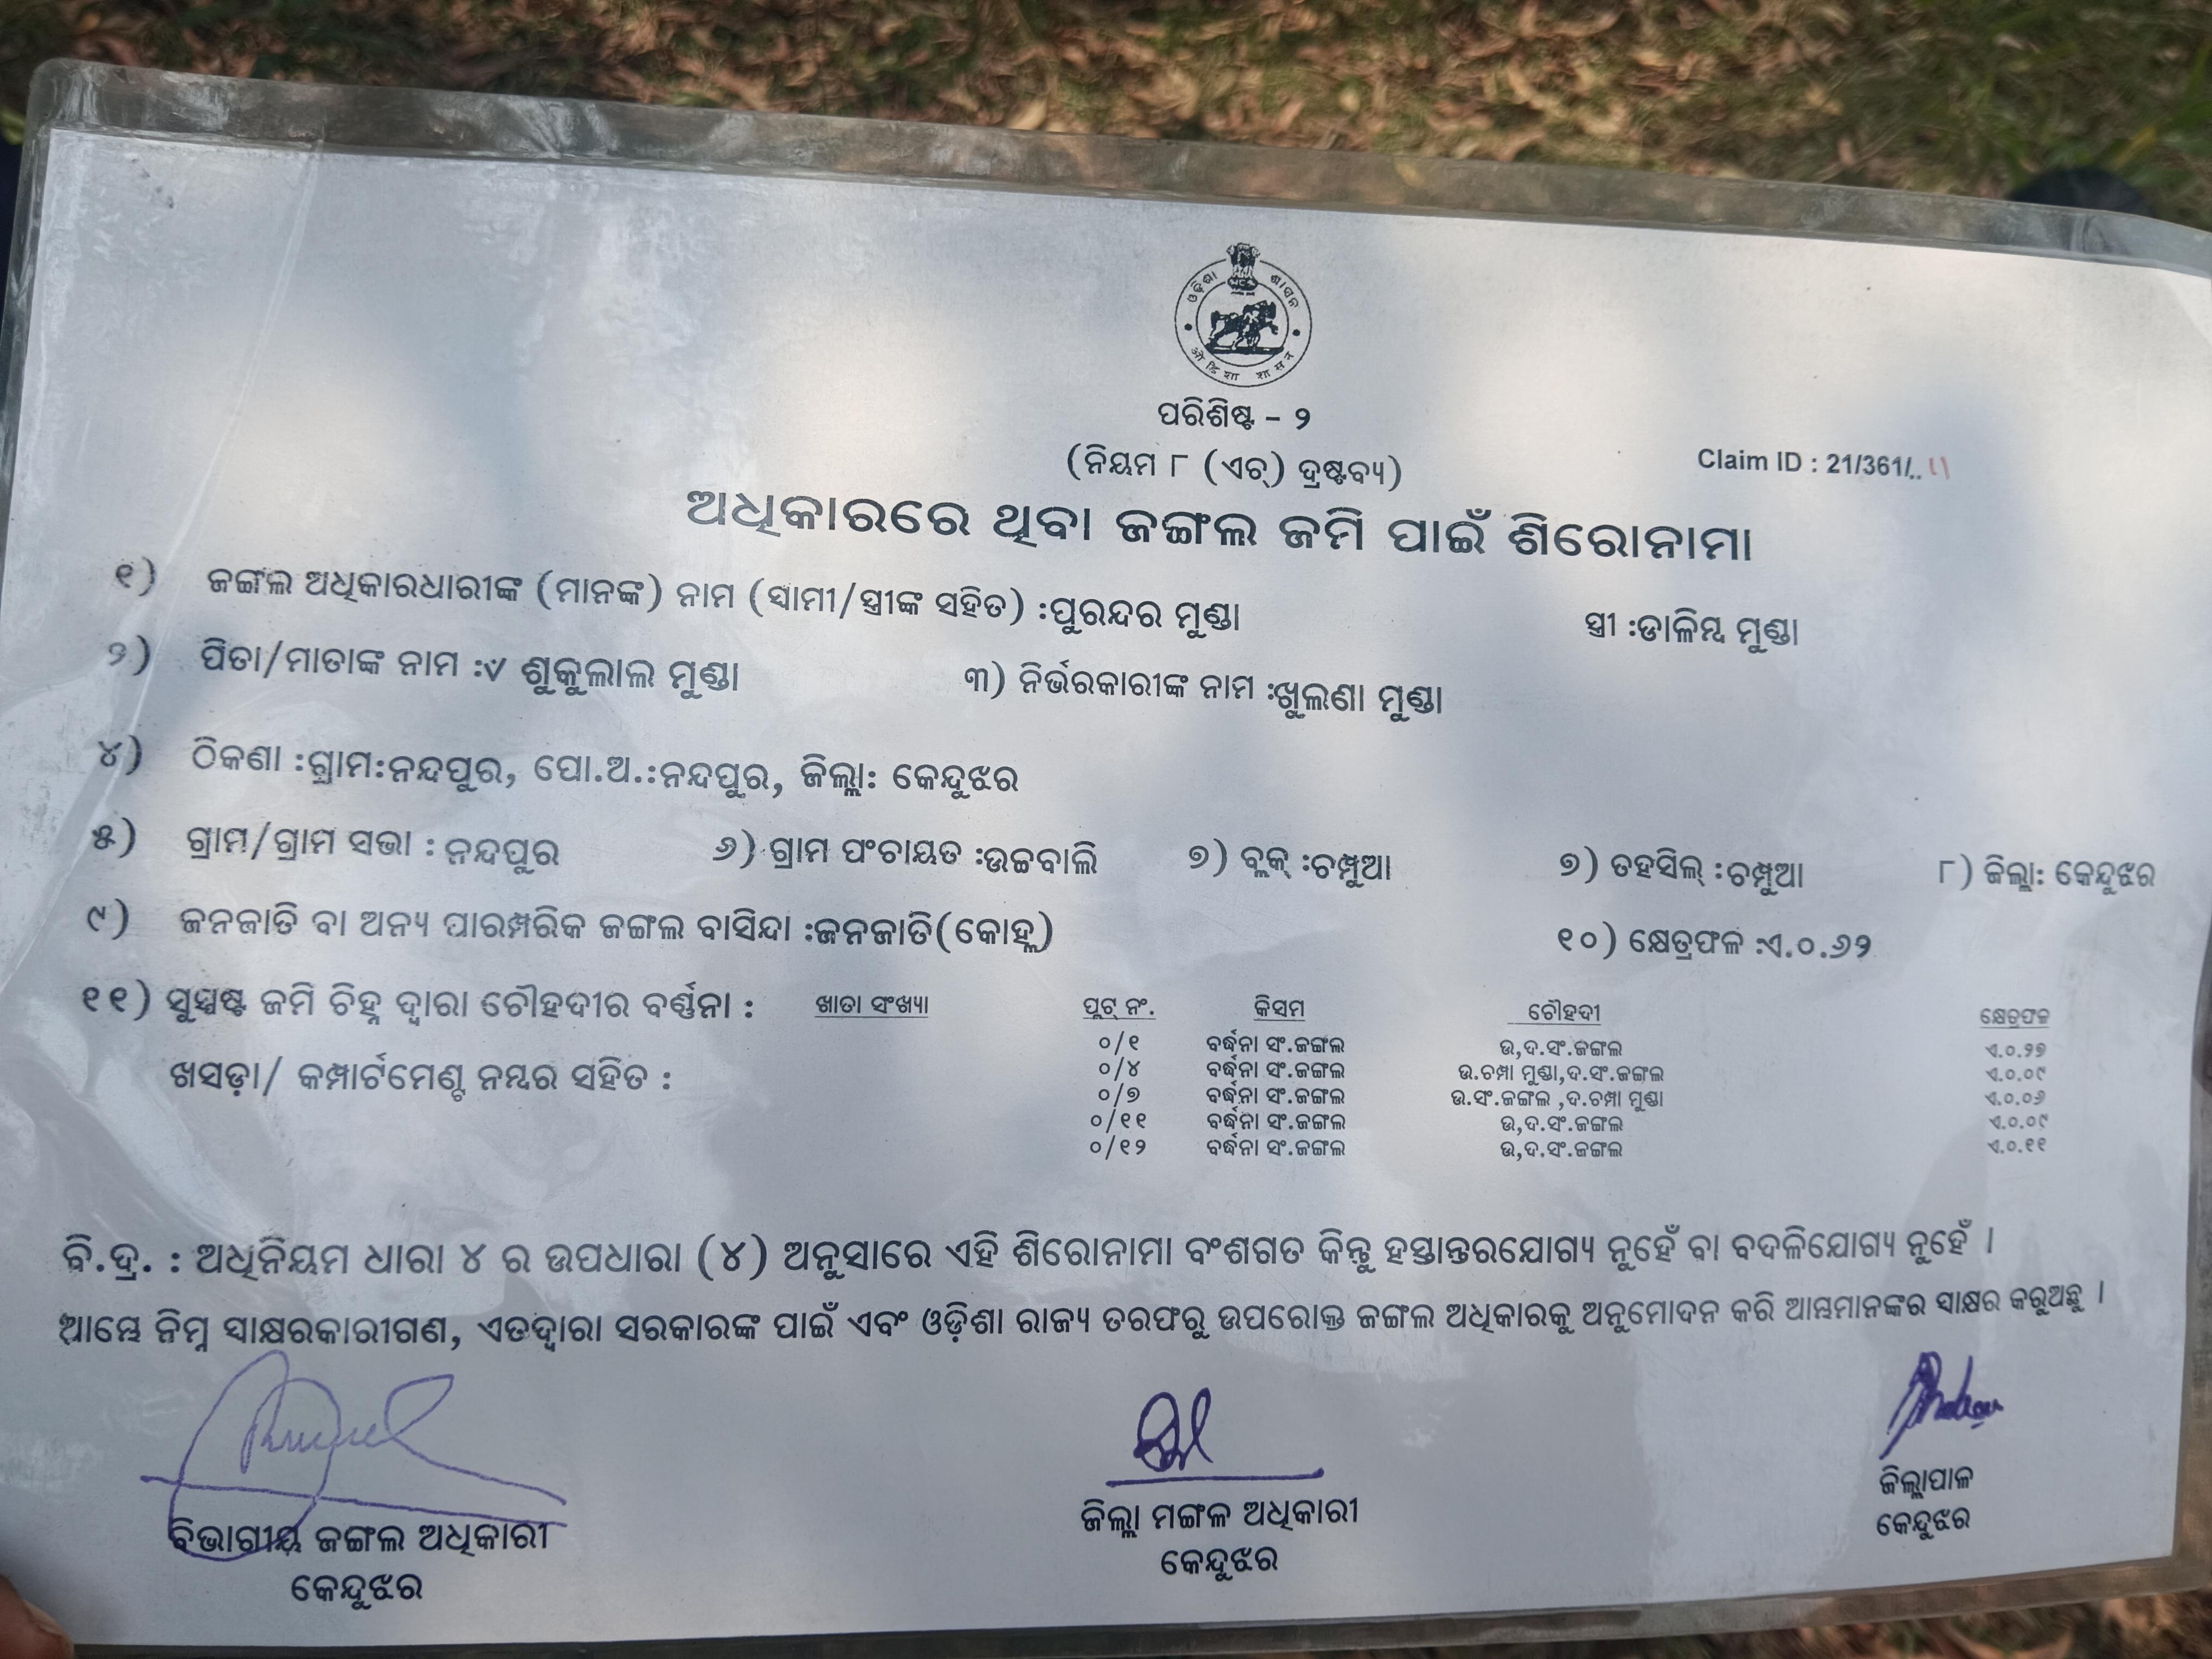 ଓଡ଼ିଶା ଶାସନ
ओडिशा शासन
ପରିଶିଷ୍ଟ - ୨
(ନିୟମ ୮ (ଏଚ୍) ଦ୍ରଷ୍ଟବ୍ୟ)
Claim ID : 21/361/..
ଅଧିକାରରେ ଥିବା ଜଙ୍ଗଲ ଜମି ପାଇଁ ଶିରୋନାମା
୧) ଜଙ୍ଗଲ ଅଧିକାରଧାରୀଙ୍କ (ମାନଙ୍କ) ନାମ (ସ୍ଵାମୀ/ସ୍ତ୍ରୀଙ୍କ ସହିତ) :ପୁରନ୍ଦର ମୁଣ୍ଡା ସ୍ତ୍ରୀ :ଡାଳିମ୍ବ ମୁଣ୍ଡା
୨) ପିତା/ମାତାଙ୍କ ନାମ : ଶୁକୁଲାଲ ମୁଣ୍ଡା ୩) ନିର୍ଭରକାରୀଙ୍କ ନାମ :ଖୁଲଣା ମୁଣ୍ଡା
୪) ଠିକଣା :ଗ୍ରାମ:ନନ୍ଦପୁର, ପୋ.ଅ.:ନନ୍ଦପୁର, ଜିଲ୍ଲା: କେନ୍ଦୁଝର
୫) ଗ୍ରାମ/ଗ୍ରାମ ସଭା : ନନ୍ଦପୁର ୬) ଗ୍ରାମ ପଂଚାୟତ :ଉଚ୍ଚବାଲି ୭) ବ୍ଲକ୍ :ଚମ୍ପୁଆ ୭) ତହସିଲ୍ :ଚମ୍ପୁଆ ୮) ଜିଲ୍ଲା: କେନ୍ଦୁଝର
୯) ଜନଜାତି ବା ଅନ୍ୟ ପାରମ୍ପରିକ ଜଙ୍ଗଲ ବାସିନ୍ଦା :ଜନଜାତି(କୋହ୍ଲ) ୧୦) କ୍ଷେତ୍ରଫଳ :ଏ.୦.୬୨
୧୧) ସୁସ୍ପଷ୍ଟ ଜମି ଚିହ୍ନ ଦ୍ଵାରା ଚୌହଦୀର ବର୍ଣ୍ଣନା : ଖାତା ସଂଖ୍ୟା ପ୍ଲଟ୍ ନଂ. କିସମ ଚୌହଦୀ କ୍ଷେତ୍ରଫଳ
୦/୧ ବର୍ଦ୍ଧନା ସଂ.ଜଙ୍ଗଲ ଉ,ଦ.ସଂ.ଜଙ୍ଗଲ ଏ.୦.୨୭
ଖସଡ଼ା/ କମ୍ପାର୍ଟମେଣ୍ଟ ନମ୍ବର ସହିତ : ୦/୪ ବର୍ଦ୍ଧନା ସଂ.ଜଙ୍ଗଲ ଉ.ଚମ୍ପା ମୁଣ୍ଡା,ଦ.ସଂ.ଜଙ୍ଗଲ ଏ.୦.୦୯
୦/୭ ବର୍ଦ୍ଧନା ସଂ.ଜଙ୍ଗଲ ଉ.ସଂ.ଜଙ୍ଗଲ ,ଦ.ଚମ୍ପା ମୁଣ୍ଡା ଏ.୦.୦୬
୦/୧୧ ବର୍ଦ୍ଧନା ସଂ.ଜଙ୍ଗଲ ଉ,ଦ.ସଂ.ଜଙ୍ଗଲ ଏ.୦.୦୯
୦/୧୨ ବର୍ଦ୍ଧନା ସଂ.ଜଙ୍ଗଲ ଉ,ଦ.ସଂ.ଜଙ୍ଗଲ ଏ.୦.୧୧
ବି.ଦ୍ର. : ଅଧିନିୟମ ଧାରା ୪ ର ଉପଧାରା (୪) ଅନୁସାରେ ଏହି ଶିରୋନାମା ବଂଶଗତ କିନ୍ତୁ ହସ୍ତାନ୍ତରଯୋଗ୍ୟ ନୁହେଁ ବା ବଦଳିଯୋଗ୍ୟ ନୁହେଁ ।
ଆମ୍ଭେ ନିମ୍ନ ସାକ୍ଷରକାରୀଗଣ, ଏତଦ୍ଵାରା ସରକାରଙ୍କ ପାଇଁ ଏବଂ ଓଡ଼ିଶା ରାଜ୍ୟ ତରଫରୁ ଉପରୋକ୍ତ ଜଙ୍ଗଲ ଅଧିକାରକୁ ଅନୁମୋଦନ କରି ଆମ୍ଭମାନଙ୍କର ସାକ୍ଷର କରୁଅଛୁ ।
ବିଭାଗୀୟ ଜଙ୍ଗଲ ଅଧିକାରୀ ଜିଲ୍ଲା ମଙ୍ଗଳ ଅଧିକାରୀ ଜିଲ୍ଲାପାଳ
କେନ୍ଦୁଝର କେନ୍ଦୁଝର କେନ୍ଦୁଝର